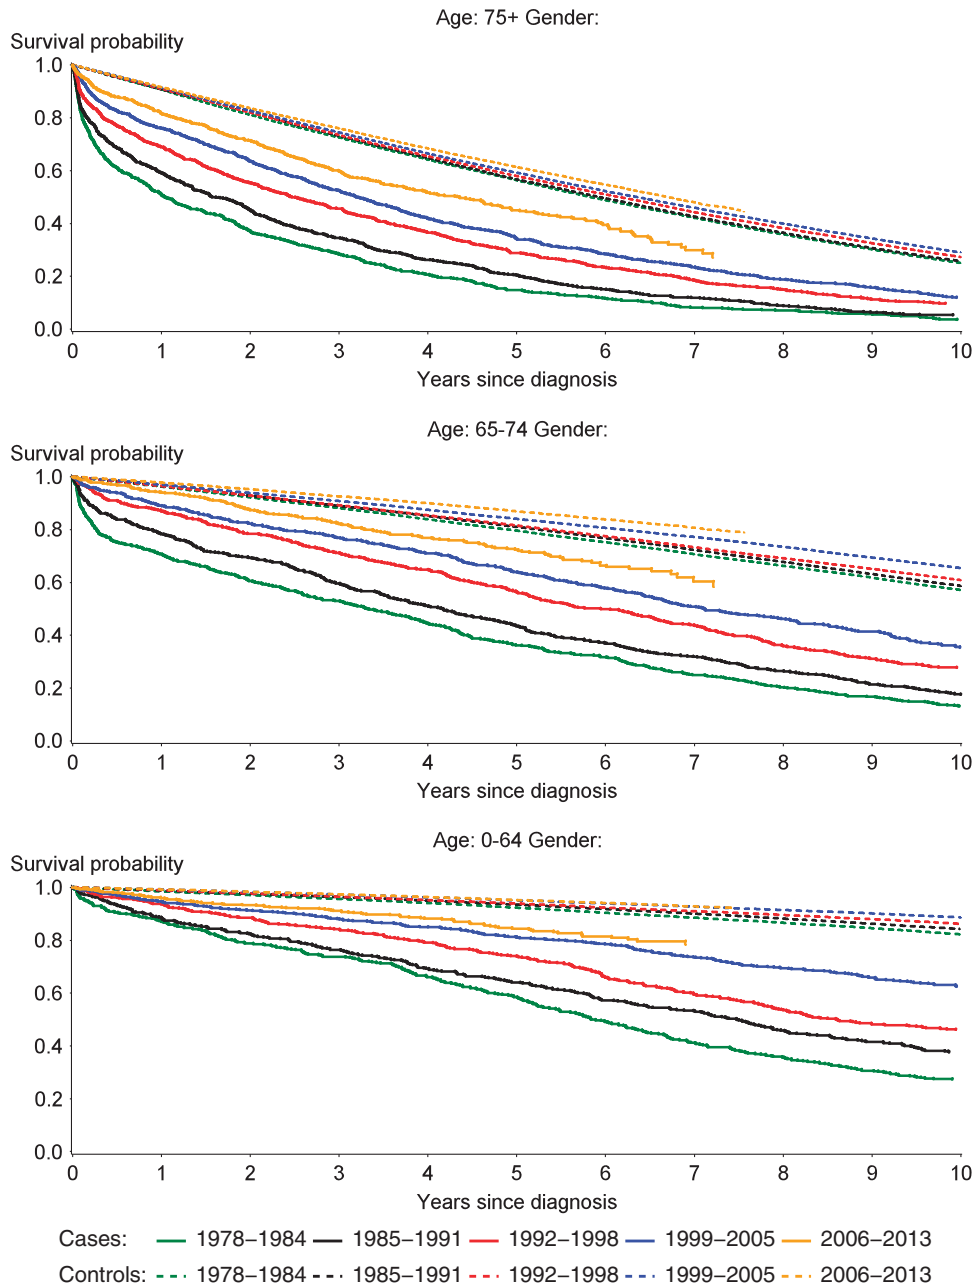 Age: 75+ Gender:
Survival probability
1.0
0.8
0.6
0.4
0.2
0.0
0 1 2 3 4 5 6 7 8 9 10
Years since diagnosis
Age: 65-74 Gender:
Survival probability
1.0
0.8
0.6
0.4
0.2
0.0
0 1 2 3 4 5 6 7 8 9 10
Years since diagnosis
Age: 0-64 Gender:
Survival probability
1.0
0.8
0.6
0.4
0.2
0.0
0 1 2 3 4 5 6 7 8 9 10
Years since diagnosis
Cases: 1978–1984 1985–1991 1992–1998 1999–2005 2006–2013
Controls: 1978–1984 1985–1991 1992–1998 1999–2005 2006–2013